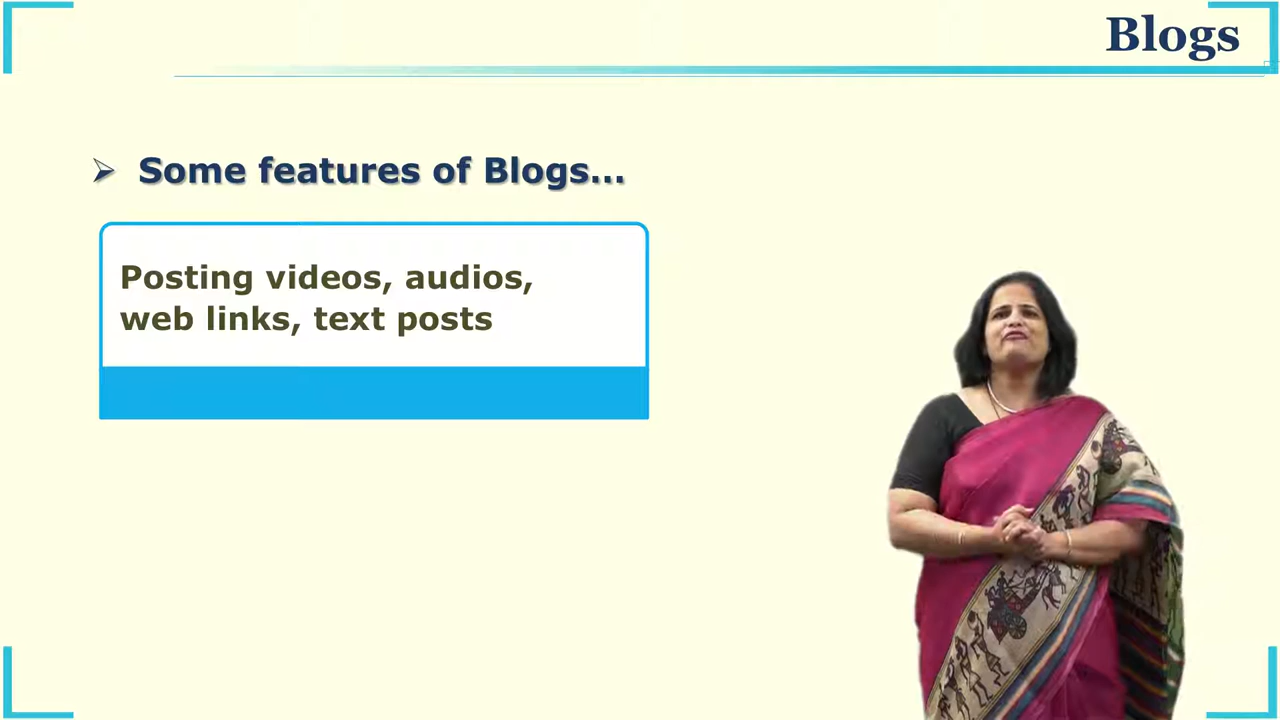 Blogs
Some features of Blogs...
Posting videos, audios,
web links, text posts